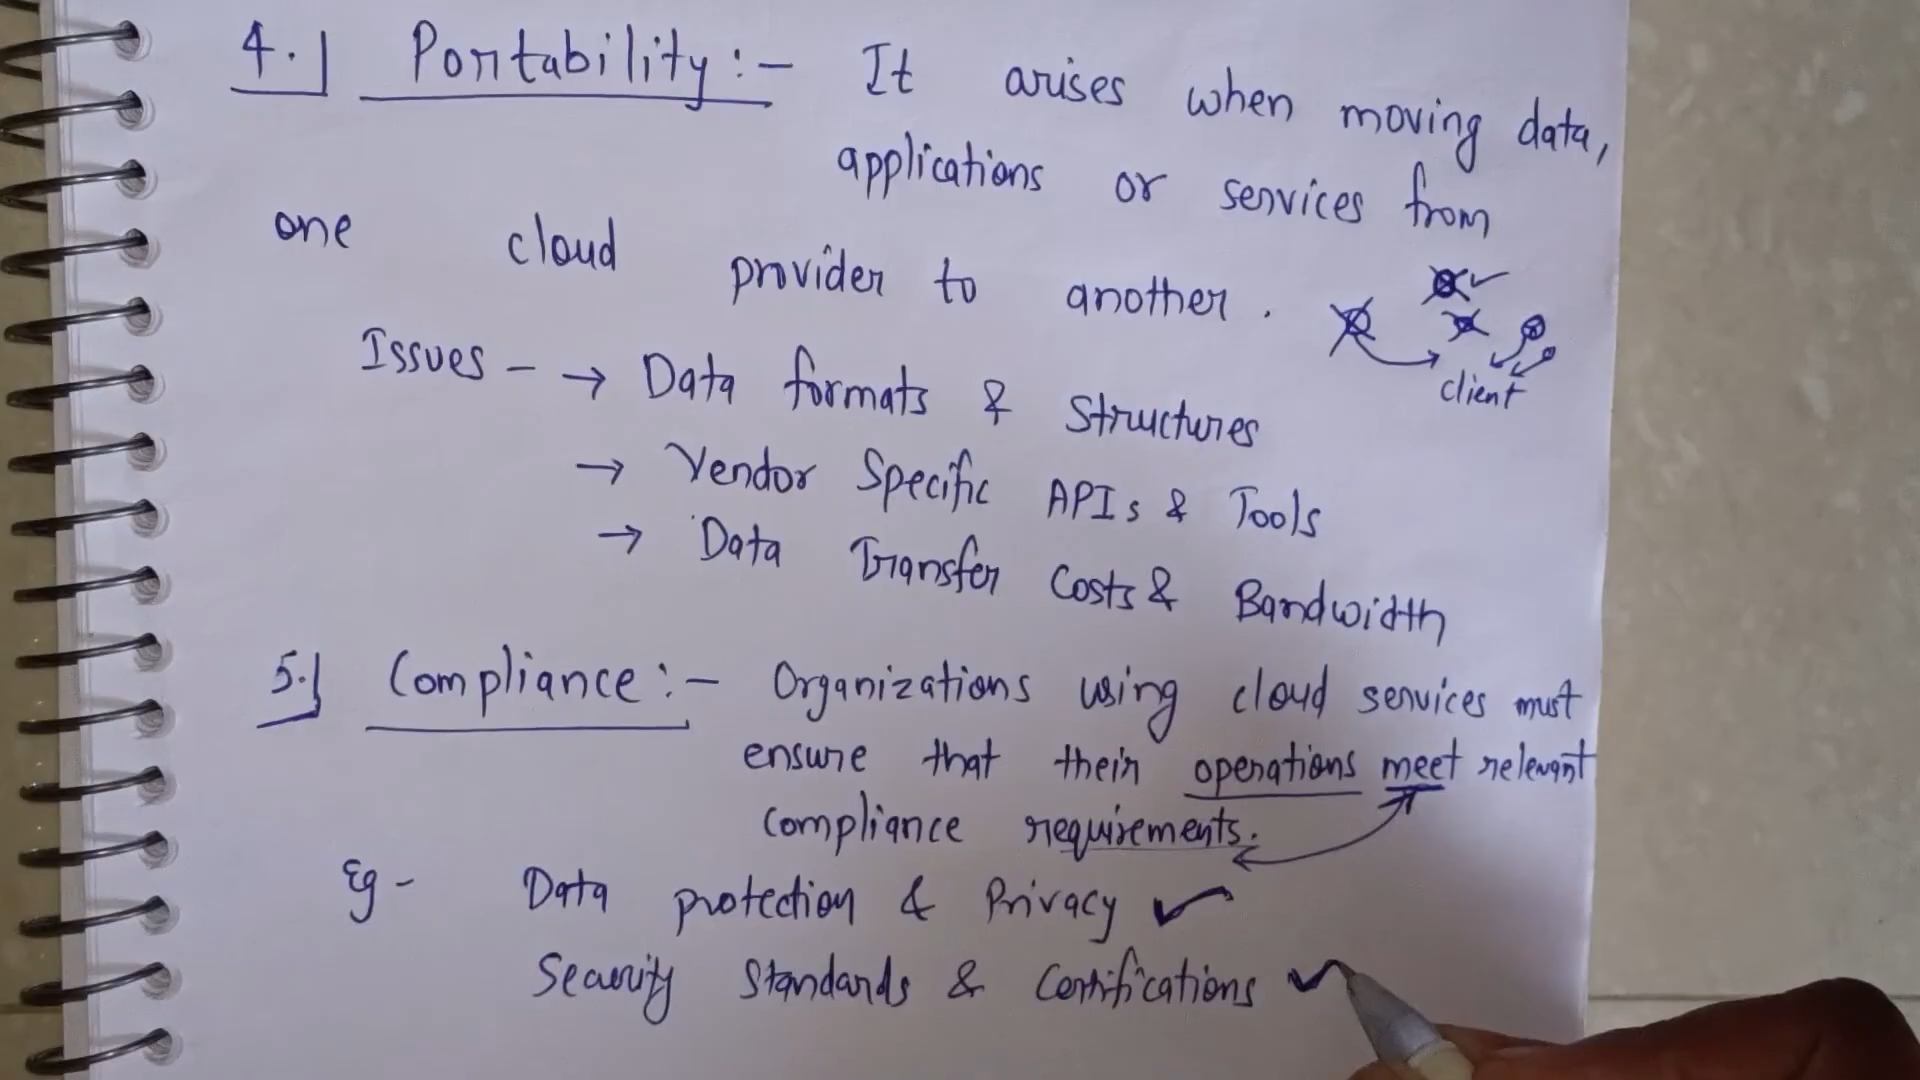 4.] Portability :- It arises when moving data,
applications or services from
one cloud provider to another.
client
Issues - → Data formats & Structures
→ Vendor Specific APIs & Tools
→ Data Transfer Costs & Bandwidth
5.] Compliance :- Organizations using cloud services must
ensure that their operations meet relevant
compliance requirements.
Eg - Data protection & Privacy ✓
Security Standards & Certifications ✓